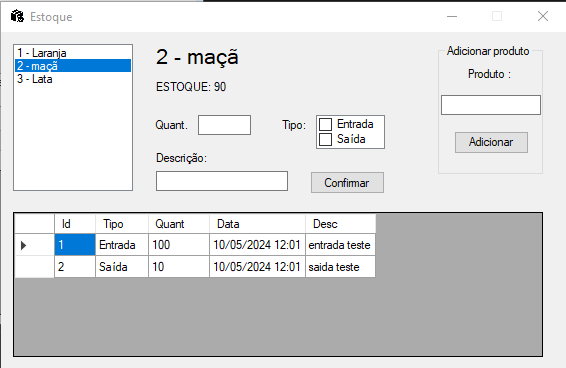 Estoque
1 - Laranja
2 - maçã
3 - Lata
2 - maçã
ESTOQUE: 90
Quant.
Tipo:
Entrada
Saída
Descrição:
Confirmar
Adicionar produto
Produto :
Adicionar
Id Tipo Quant Data Desc
1 Entrada 100 10/05/2024 12:01 entrada teste
2 Saída 10 10/05/2024 12:01 saida teste